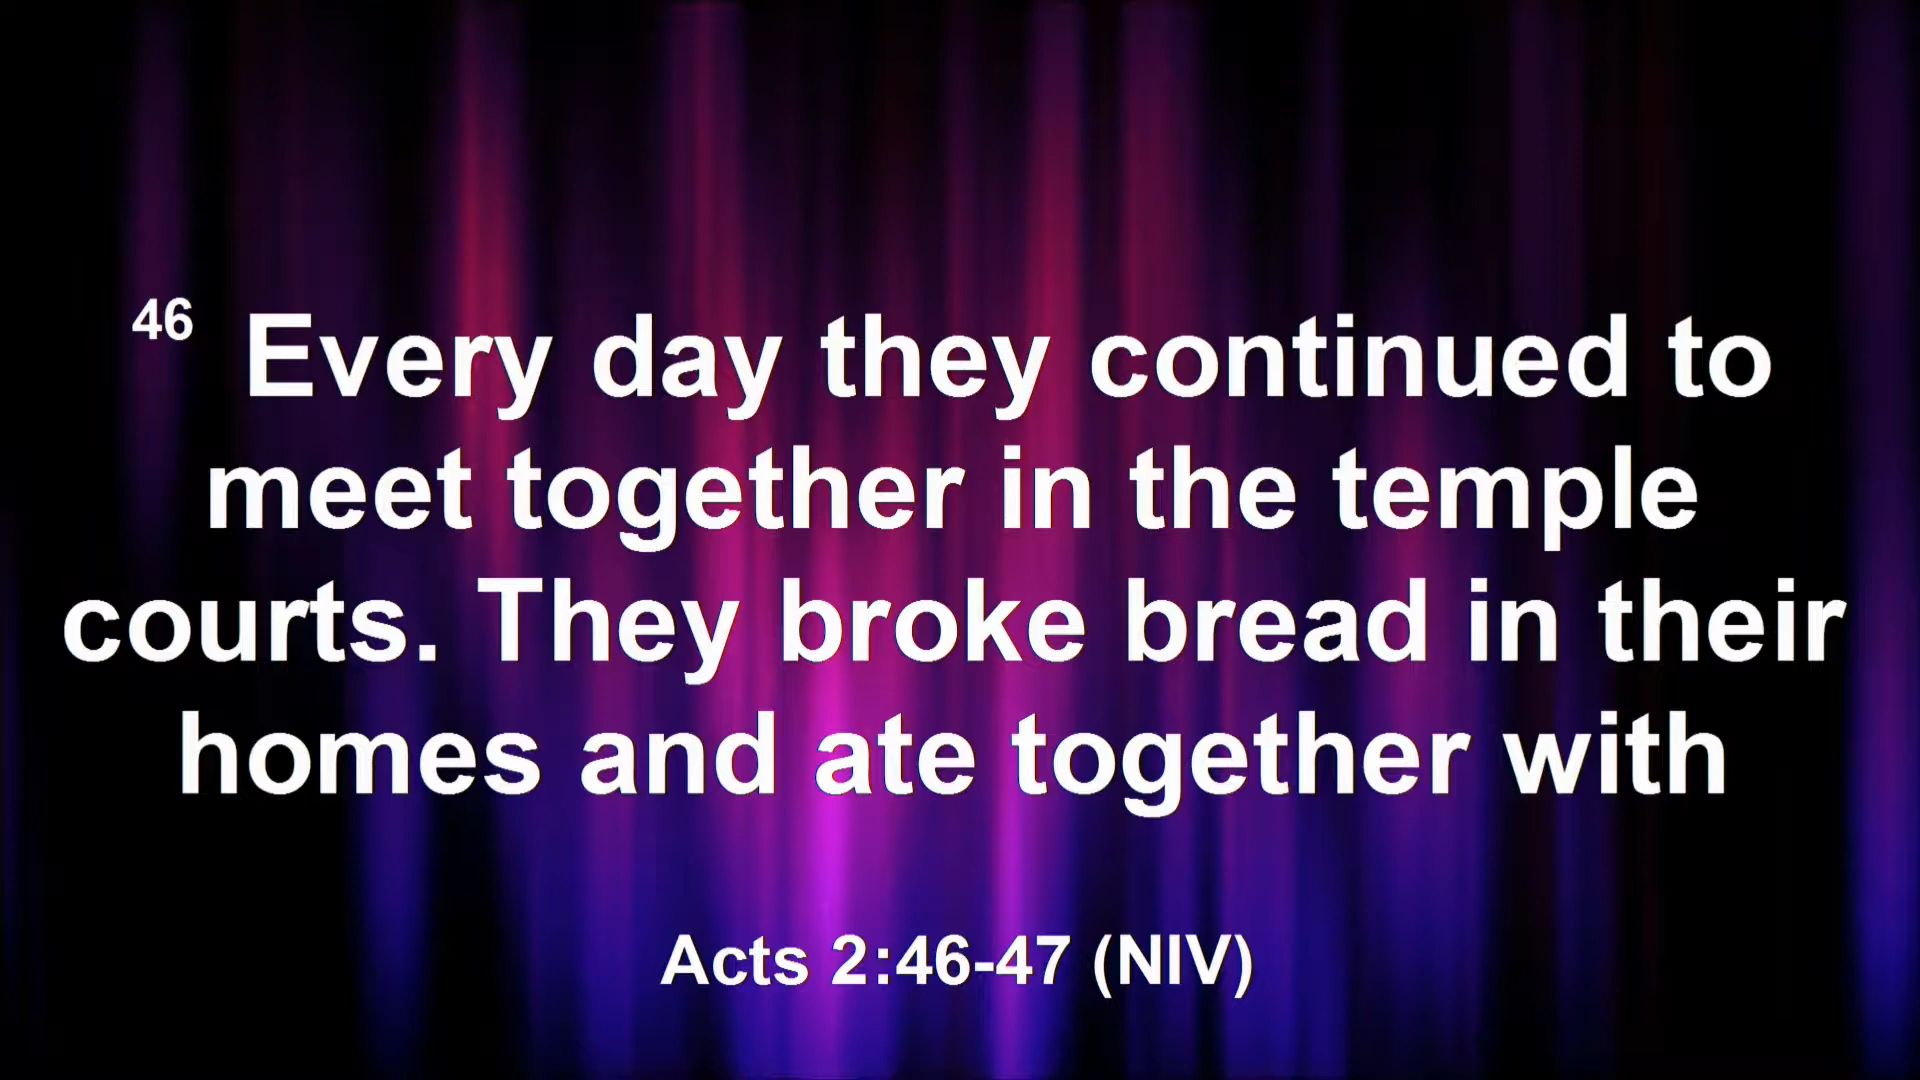 46 Every day they continued to
meet together in the temple
courts. They broke bread in their
homes and ate together with
Acts 2:46-47 (NIV)